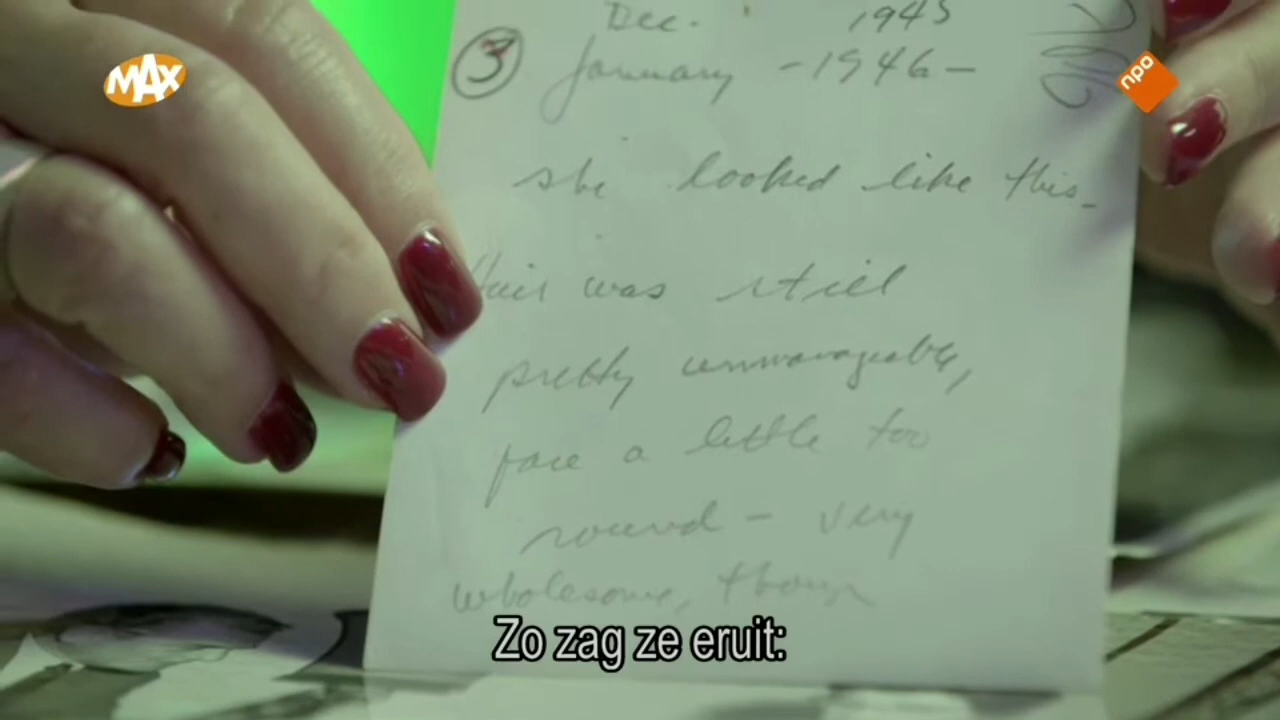 Dec. 1945
3 January -1946-
she looked like this-
Hair was still
pretty unmanageable,
face a little too
round - very
wholesome, though
MAX
npo
Zo zag ze eruit: